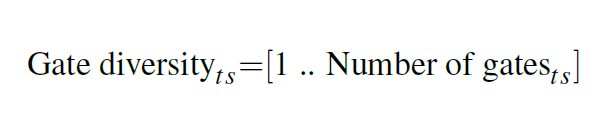 Gate diversity_ts=[1 .. Number of gates_ts]